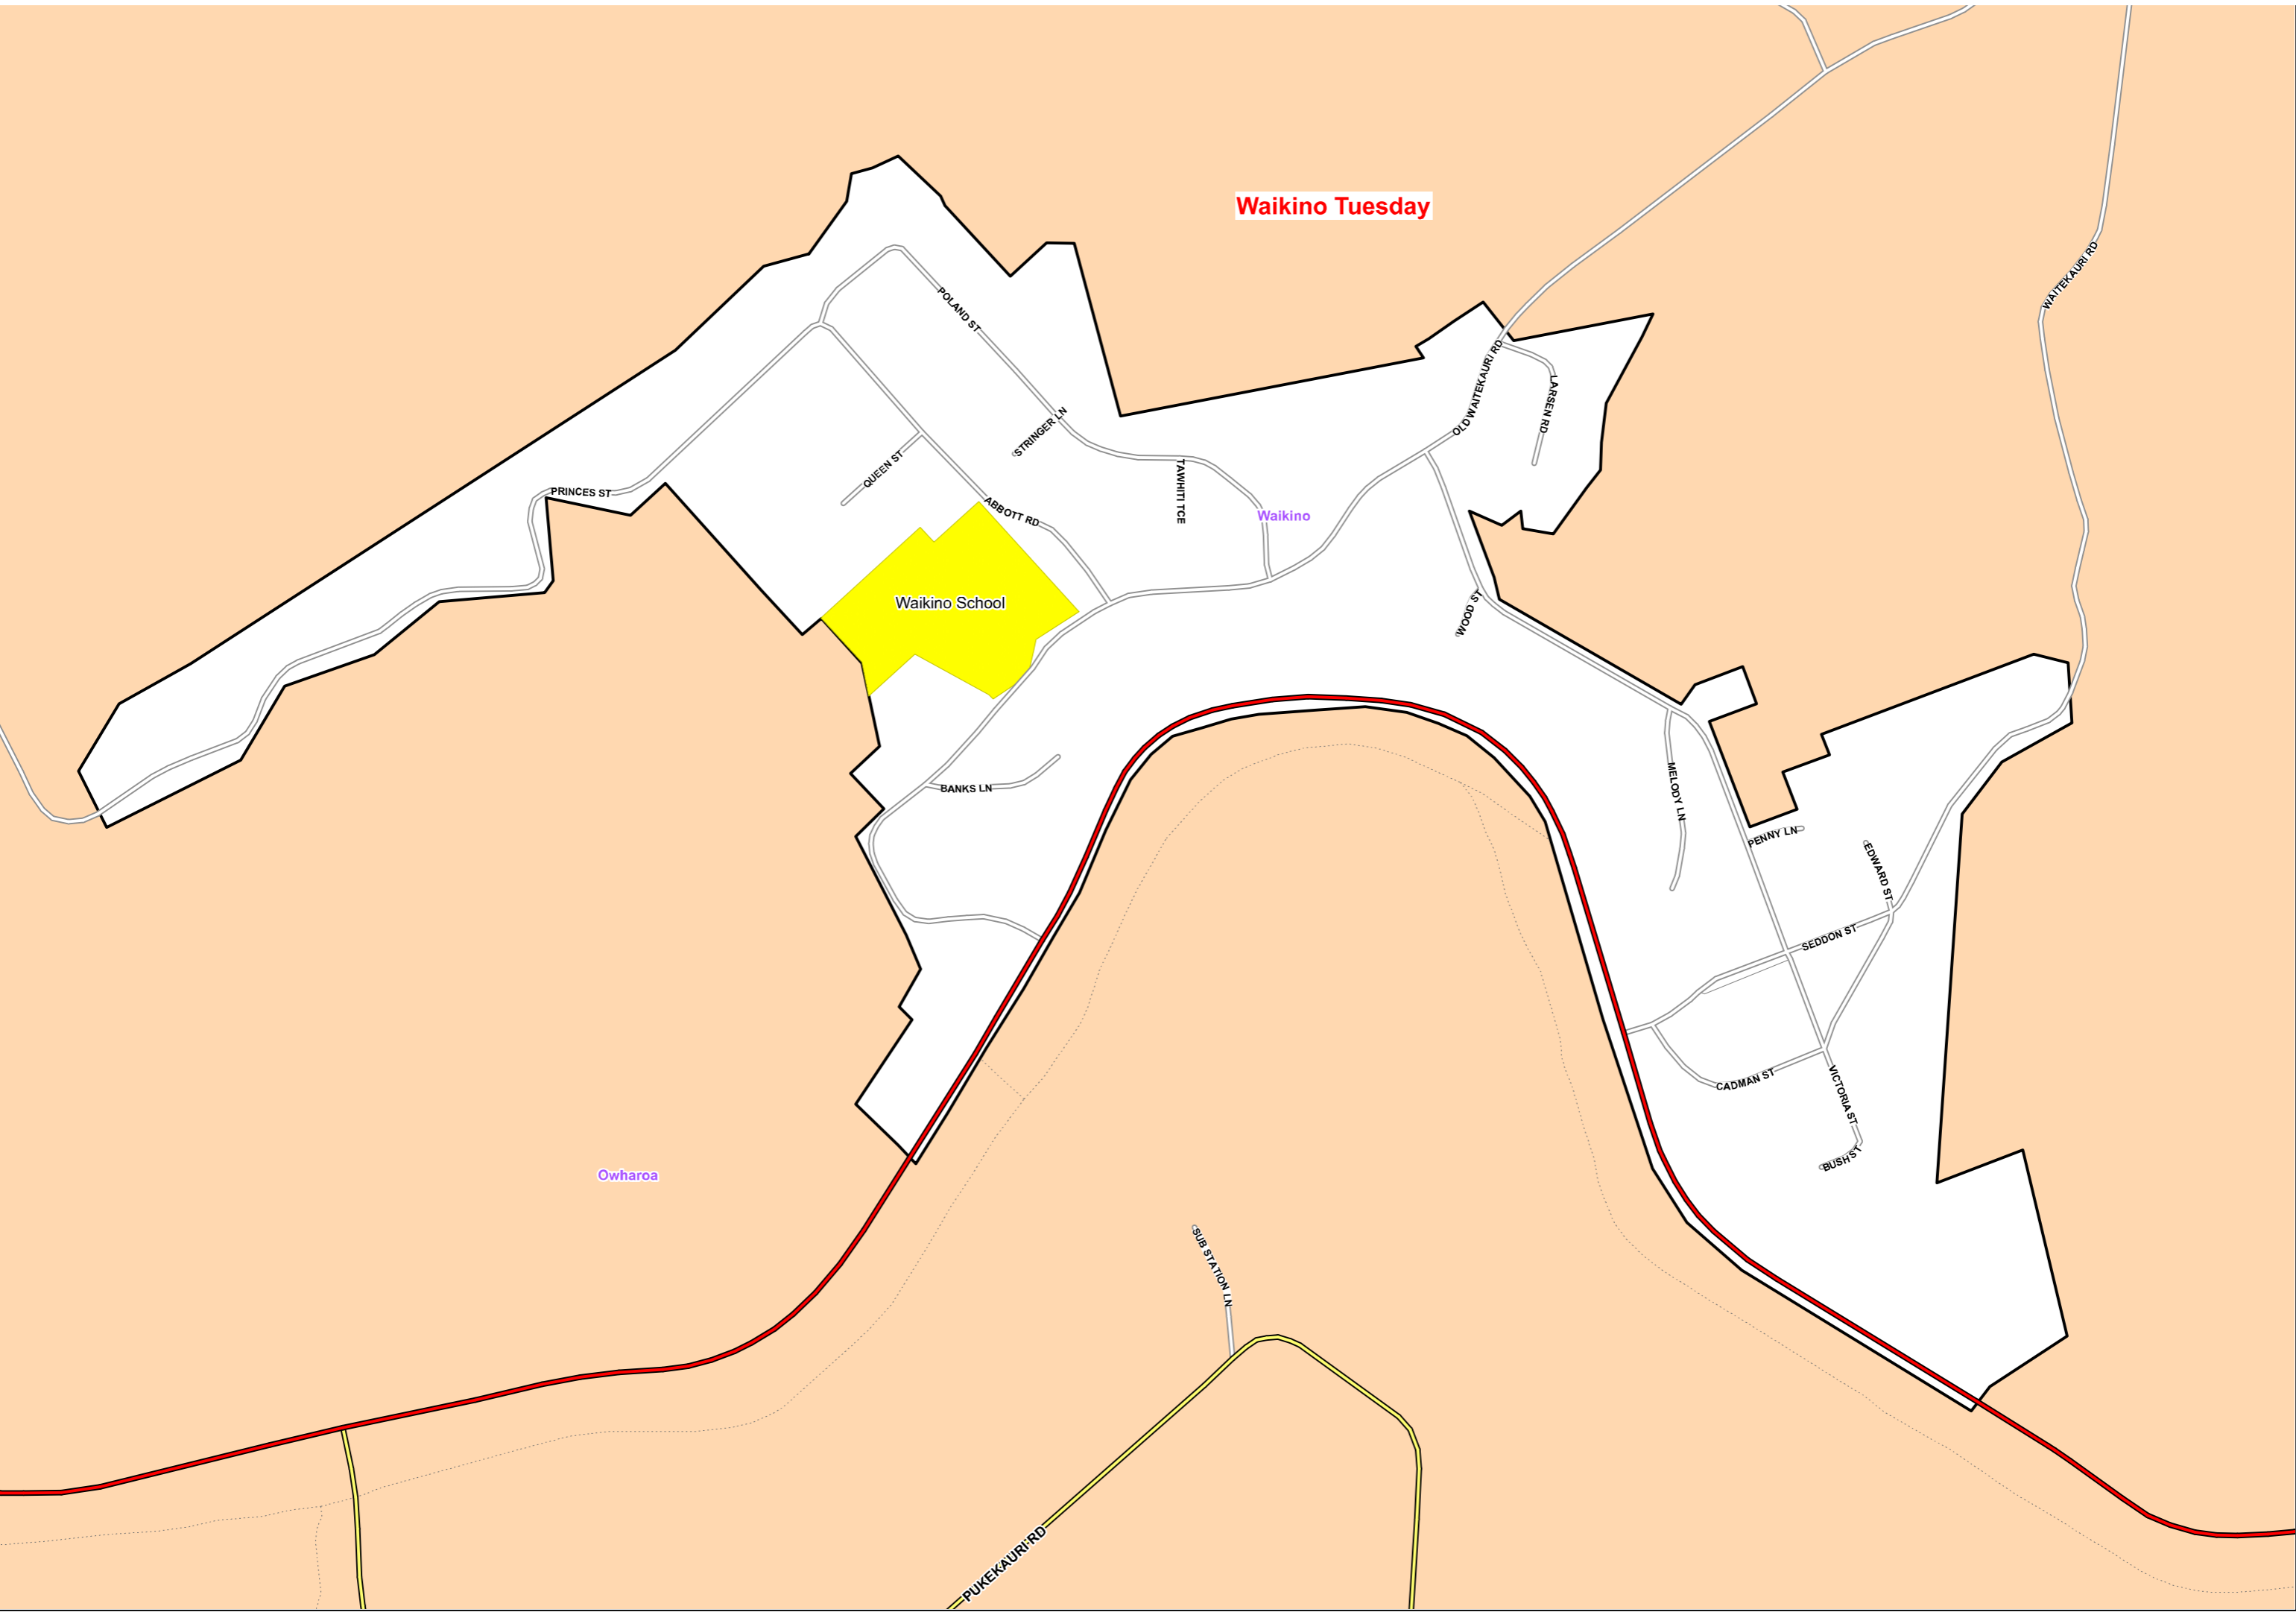 Waikino Tuesday
WAITEKAURI RD
POLAND ST
OLD WAITEKAURI RD
LARSEN RD
STRINGER LN
QUEEN ST
PRINCES ST
TAWHITI TCE
ABBOTT RD
Waikino
Waikino School
WOOD ST
BANKS LN
MELODY LN
PENNY LN
EDWARD ST
SEDDON ST
CADMAN ST
VICTORIA ST
BUSH ST
Owharoa
SUB STATION LN
PUKEKAURI RD